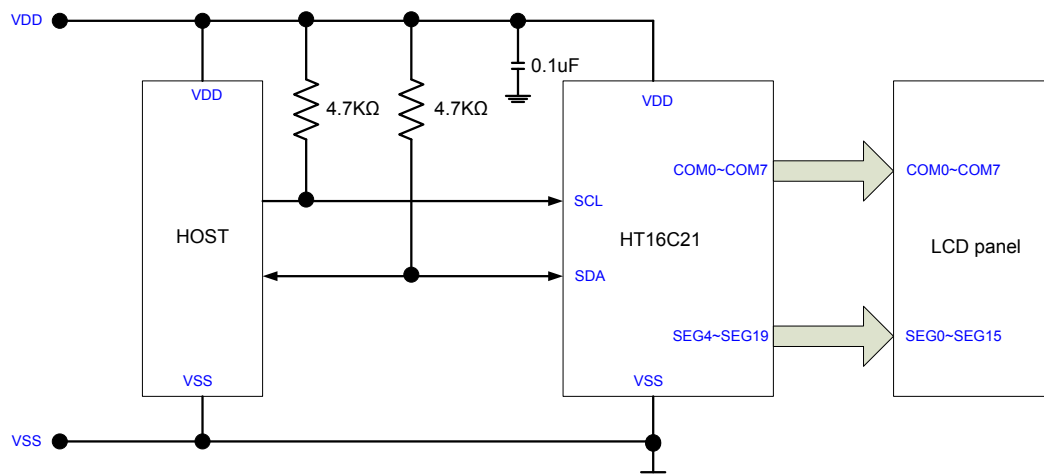 VDD
0.1uF
VDD
4.7KΩ
4.7KΩ
VDD
COM0~COM7
COM0~COM7
SCL
HOST
HT16C21
LCD panel
SDA
SEG4~SEG19
SEG0~SEG15
VSS
VSS
VSS